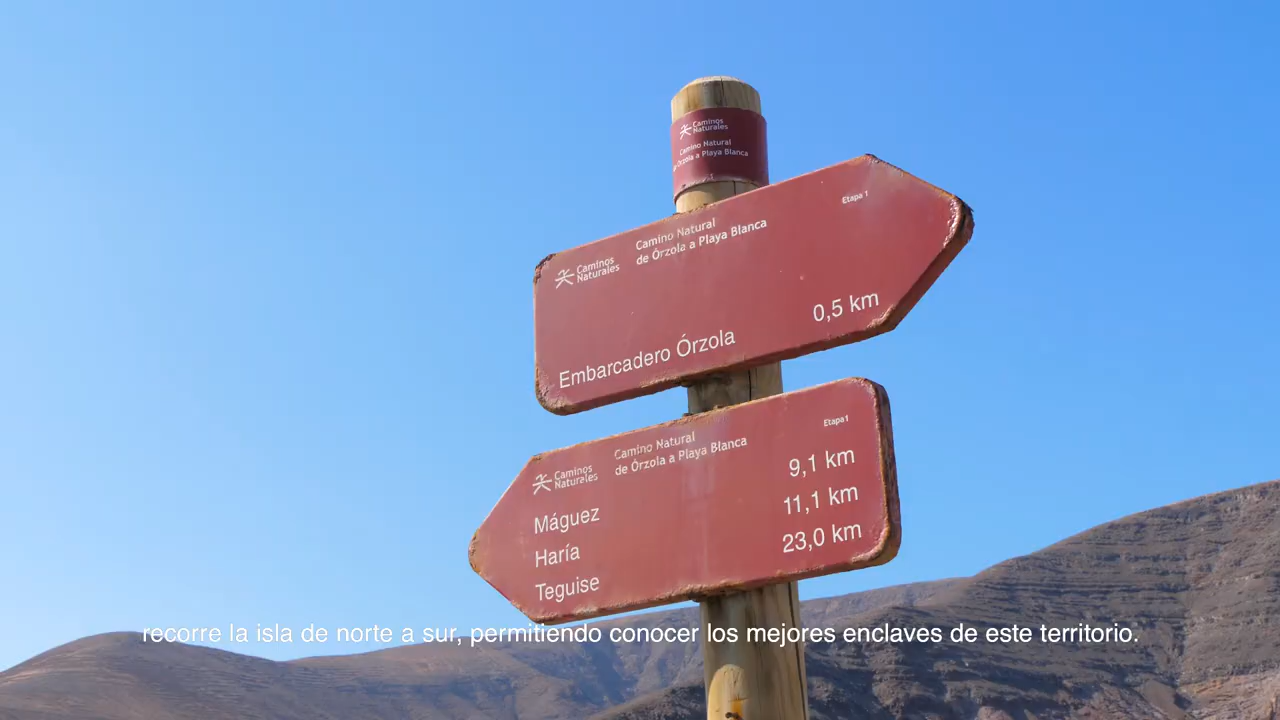 Caminos
Naturales
Camino Natural
de Órzola a Playa Blanca
Etapa 1
Caminos
Naturales
Camino Natural
de Órzola a Playa Blanca
Embarcadero Órzola
0,5 km
Etapa 1
Caminos
Naturales
Camino Natural
de Órzola a Playa Blanca
Máguez 9,1 km
Haría 11,1 km
Teguise 23,0 km
recorre la isla de norte a sur, permitiendo conocer los mejores enclaves de este territorio.